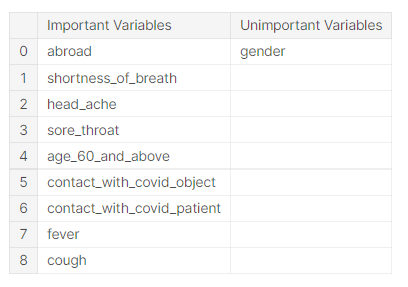 Important Variables Unimportant Variables
0 abroad gender
1 shortness_of_breath
2 head_ache
3 sore_throat
4 age_60_and_above
5 contact_with_covid_object
6 contact_with_covid_patient
7 fever
8 cough